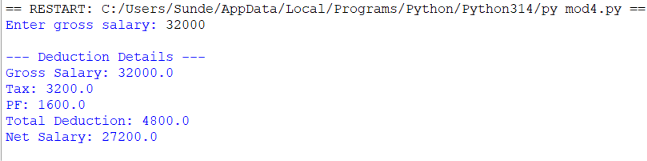 == RESTART: C:/Users/Sunde/AppData/Local/Programs/Python/Python314/py mod4.py ==
Enter gross salary: 32000
--- Deduction Details ---
Gross Salary: 32000.0
Tax: 3200.0
PF: 1600.0
Total Deduction: 4800.0
Net Salary: 27200.0